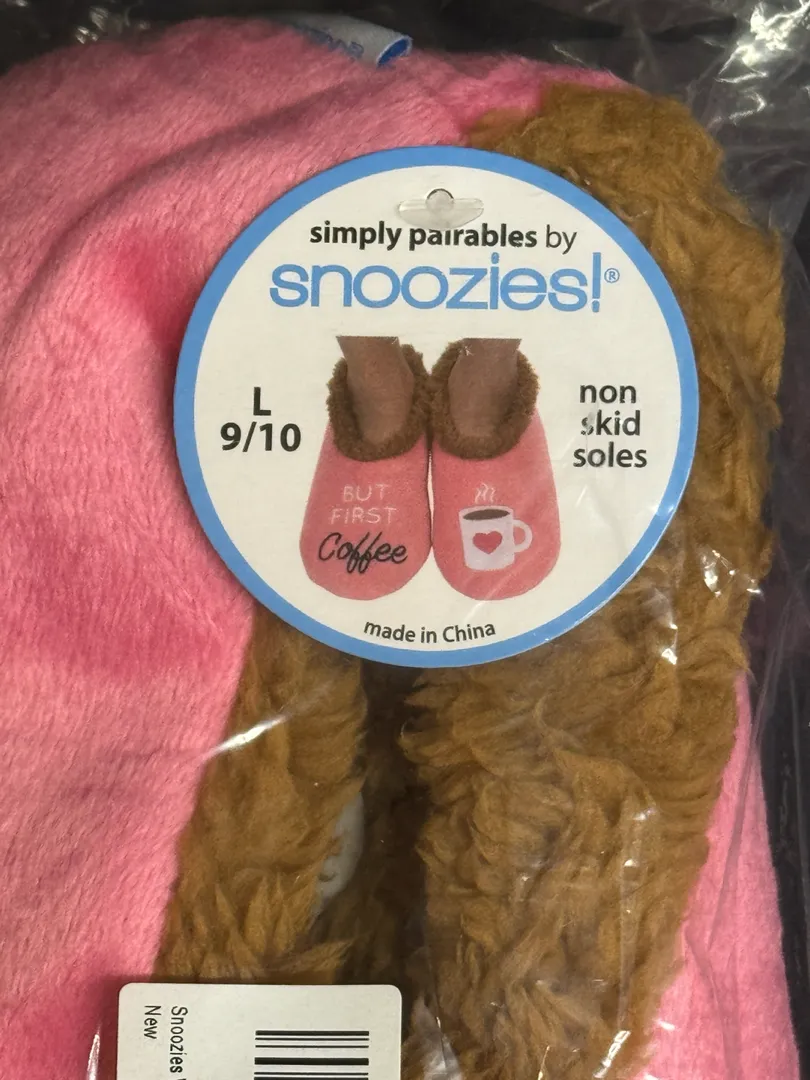 simply pairables by
snoozies!®
L
9/10
non
skid
soles
BUT
FIRST
Coffee
made in China
Snoozies
New